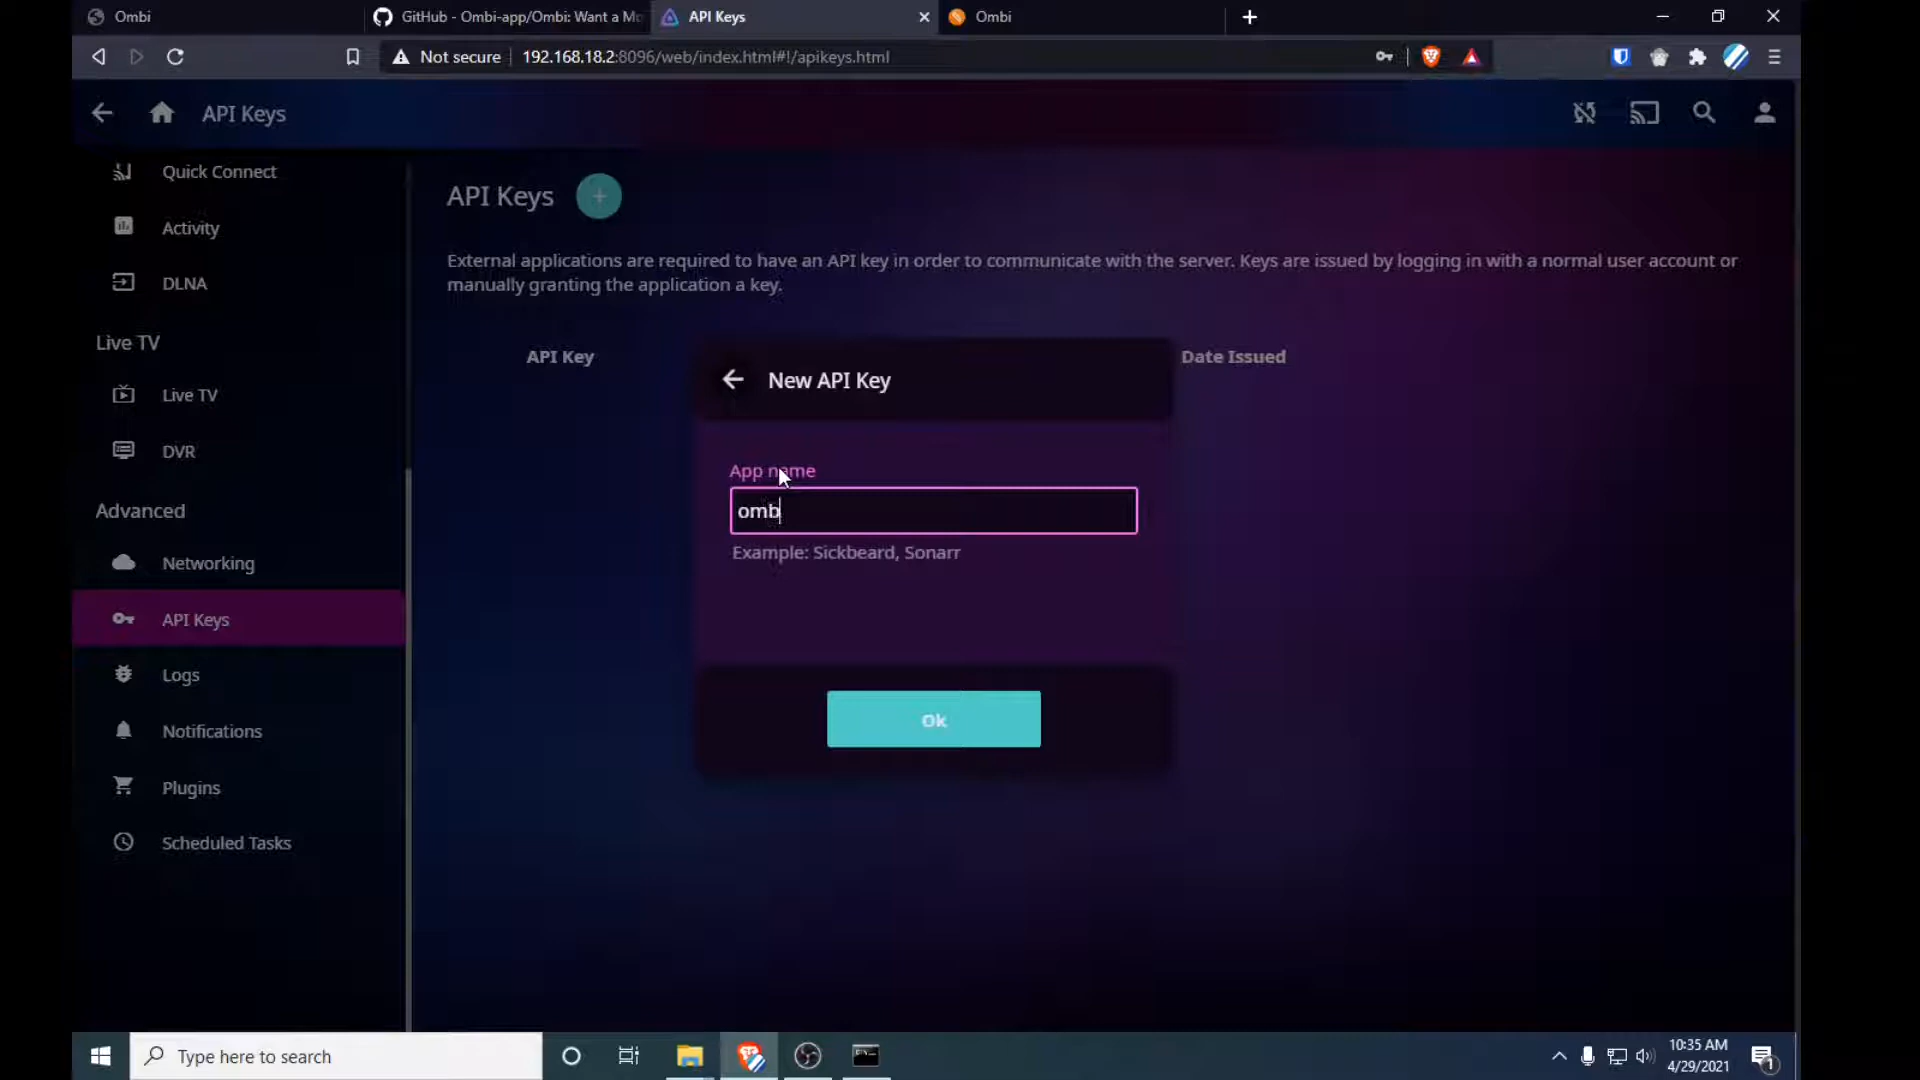 Ombi
GitHub - Ombi-app/Ombi: Want a Mo
API Keys
Ombi
Not secure
192.168.18.2:8096/web/index.html#!/apikeys.html
API Keys
Quick Connect
Activity
DLNA
Live TV
Live TV
DVR
Advanced
Networking
API Keys
Logs
Notifications
Plugins
Scheduled Tasks
API Keys
External applications are required to have an API key in order to communicate with the server. Keys are issued by logging in with a normal user account or
manually granting the application a key.
API Key
Date Issued
New API Key
App name
omb
Example: Sickbeard, Sonarr
Ok
Type here to search
10:35 AM
4/29/2021
1